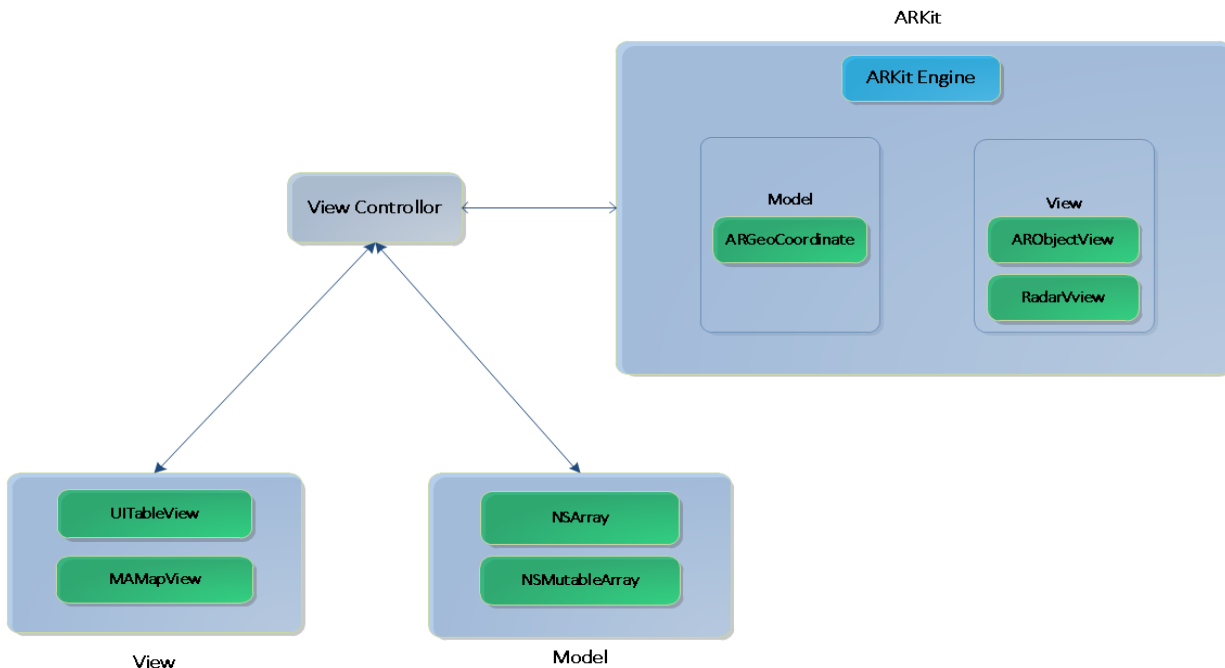 ARKit
ARKit Engine
Model
ARGeoCoordinate
View
ARObjectView
RadarVview
View Controllor
UITableView
MAMapView
View
NSArray
NSMutableArray
Model